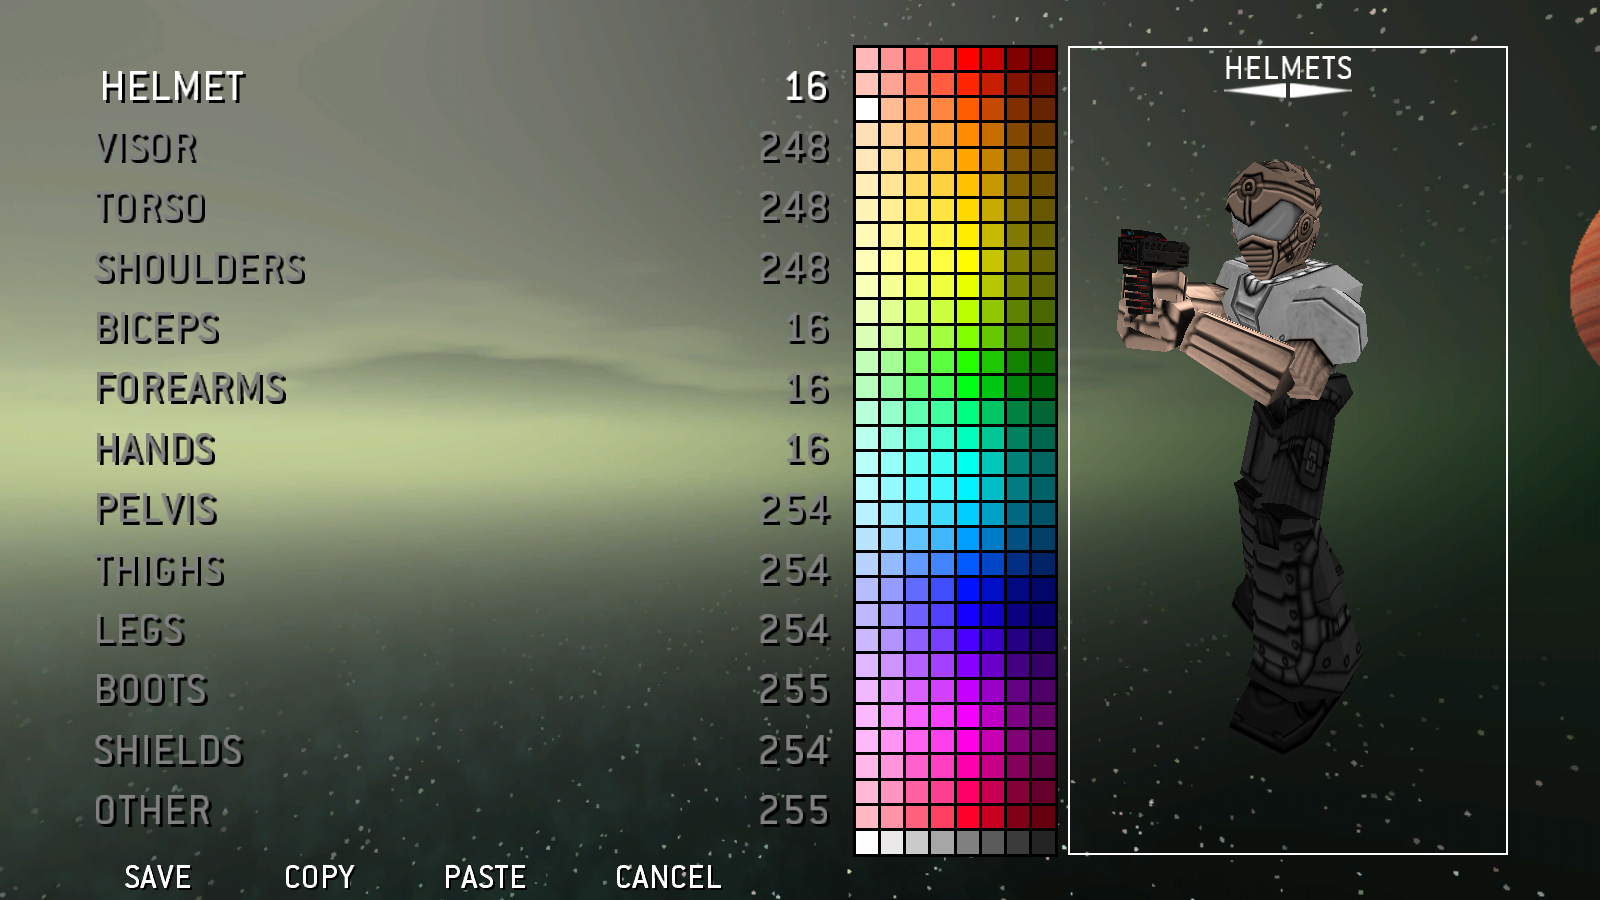 HELMET 16
VISOR 248
TORSO 248
SHOULDERS 248
BICEPS 16
FOREARMS 16
HANDS 16
PELVIS 254
THIGHS 254
LEGS 254
BOOTS 255
SHIELDS 254
OTHER 255
SAVE COPY PASTE CANCEL
HELMETS